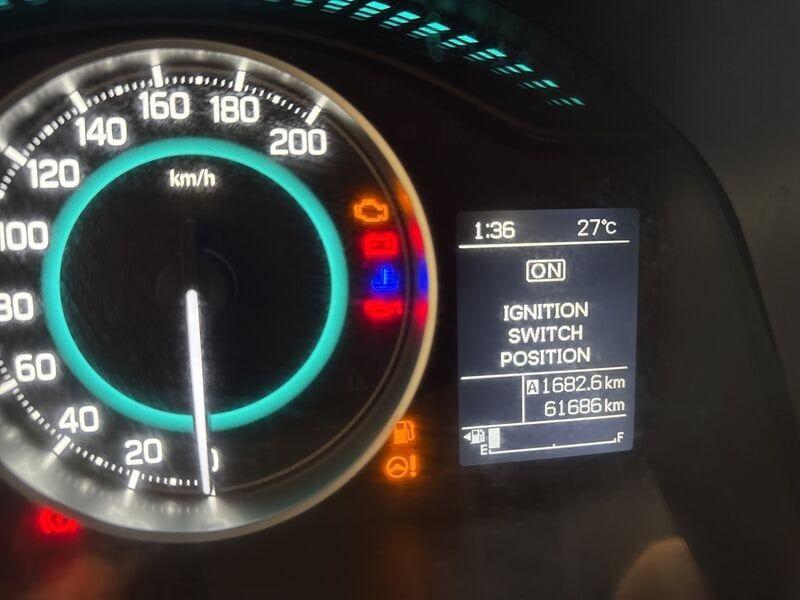 160
180
140
200
120
km/h
100
80
60
40
20
0
1:36 27°C
ON
IGNITION
SWITCH
POSITION
A 1682.6 km
61686 km
E F